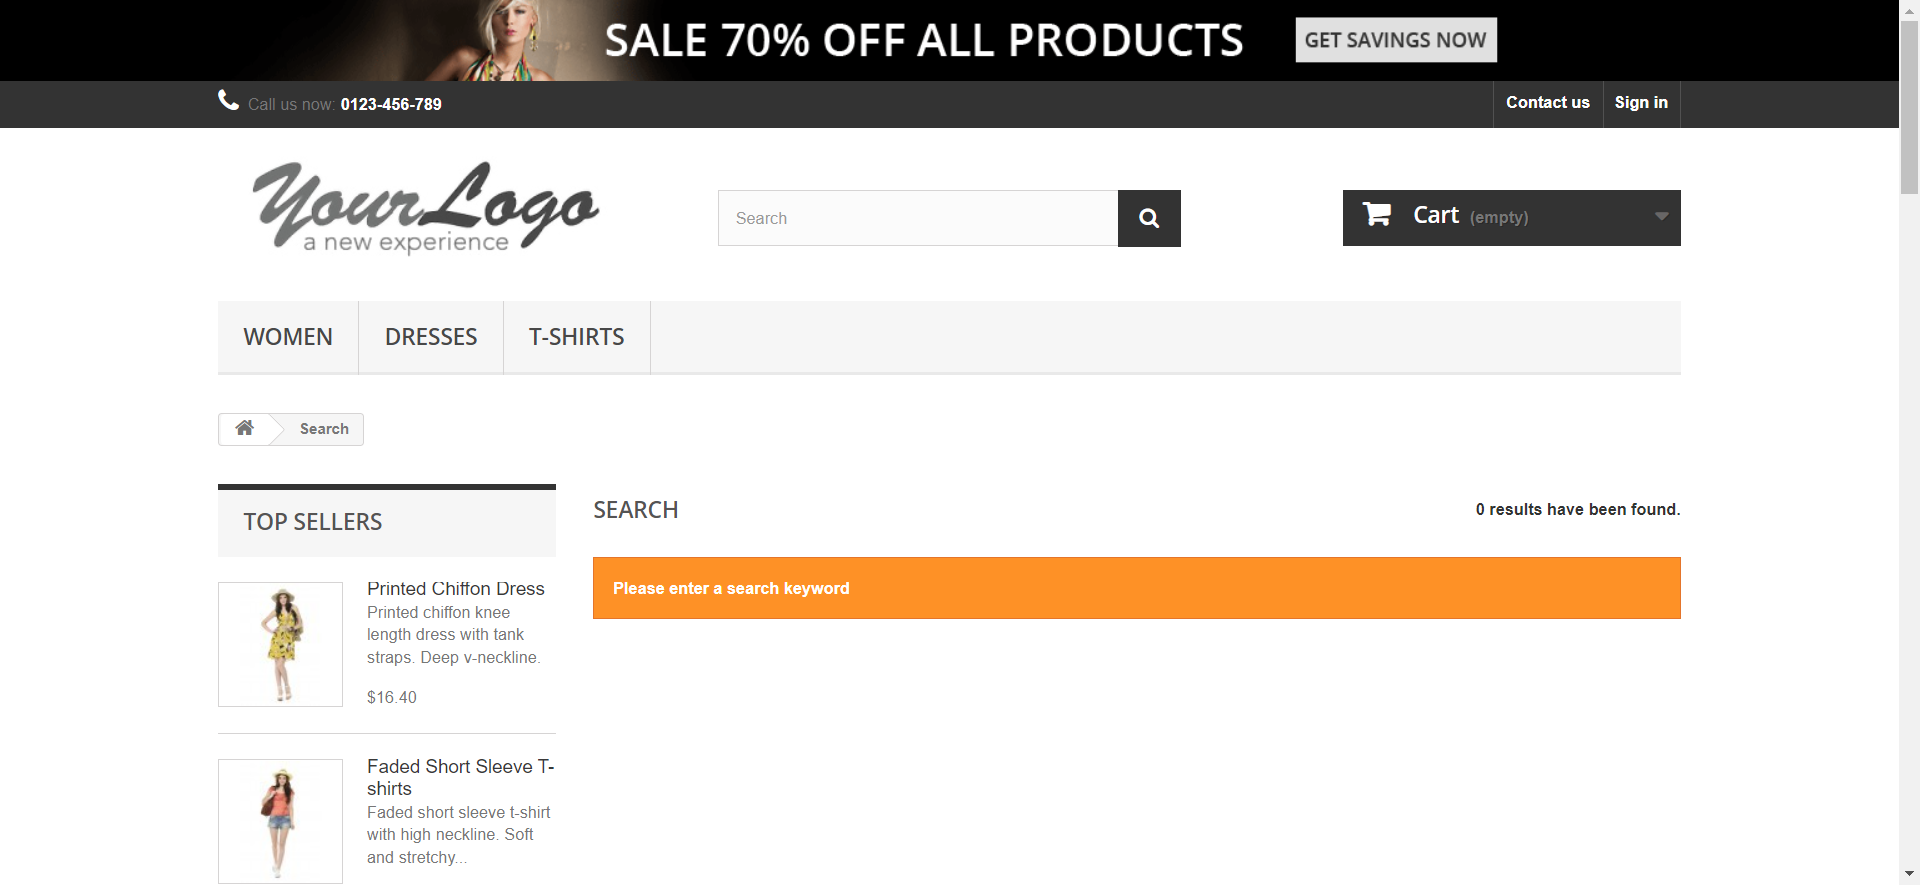 SALE 70% OFF ALL PRODUCTS
GET SAVINGS NOW
Call us now: 0123-456-789
Contact us
Sign in
YourLogo
a new experience
Search
Cart (empty)
WOMEN
DRESSES
T-SHIRTS
Search
TOP SELLERS
Printed Chiffon Dress
Printed chiffon knee
length dress with tank
straps. Deep v-neckline.
$16.40
Faded Short Sleeve T-
shirts
Faded short sleeve t-shirt
with high neckline. Soft
and stretchy...
SEARCH
0 results have been found.
Please enter a search keyword